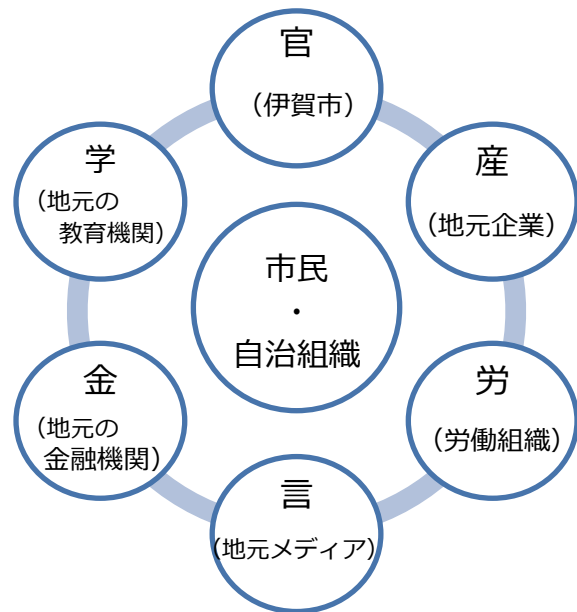 官
（伊賀市）
産
（地元企業）
労
（労働組織）
言
（地元メディア）
金
（地元の
金融機関）
学
（地元の
教育機関）
市民
・
自治組織